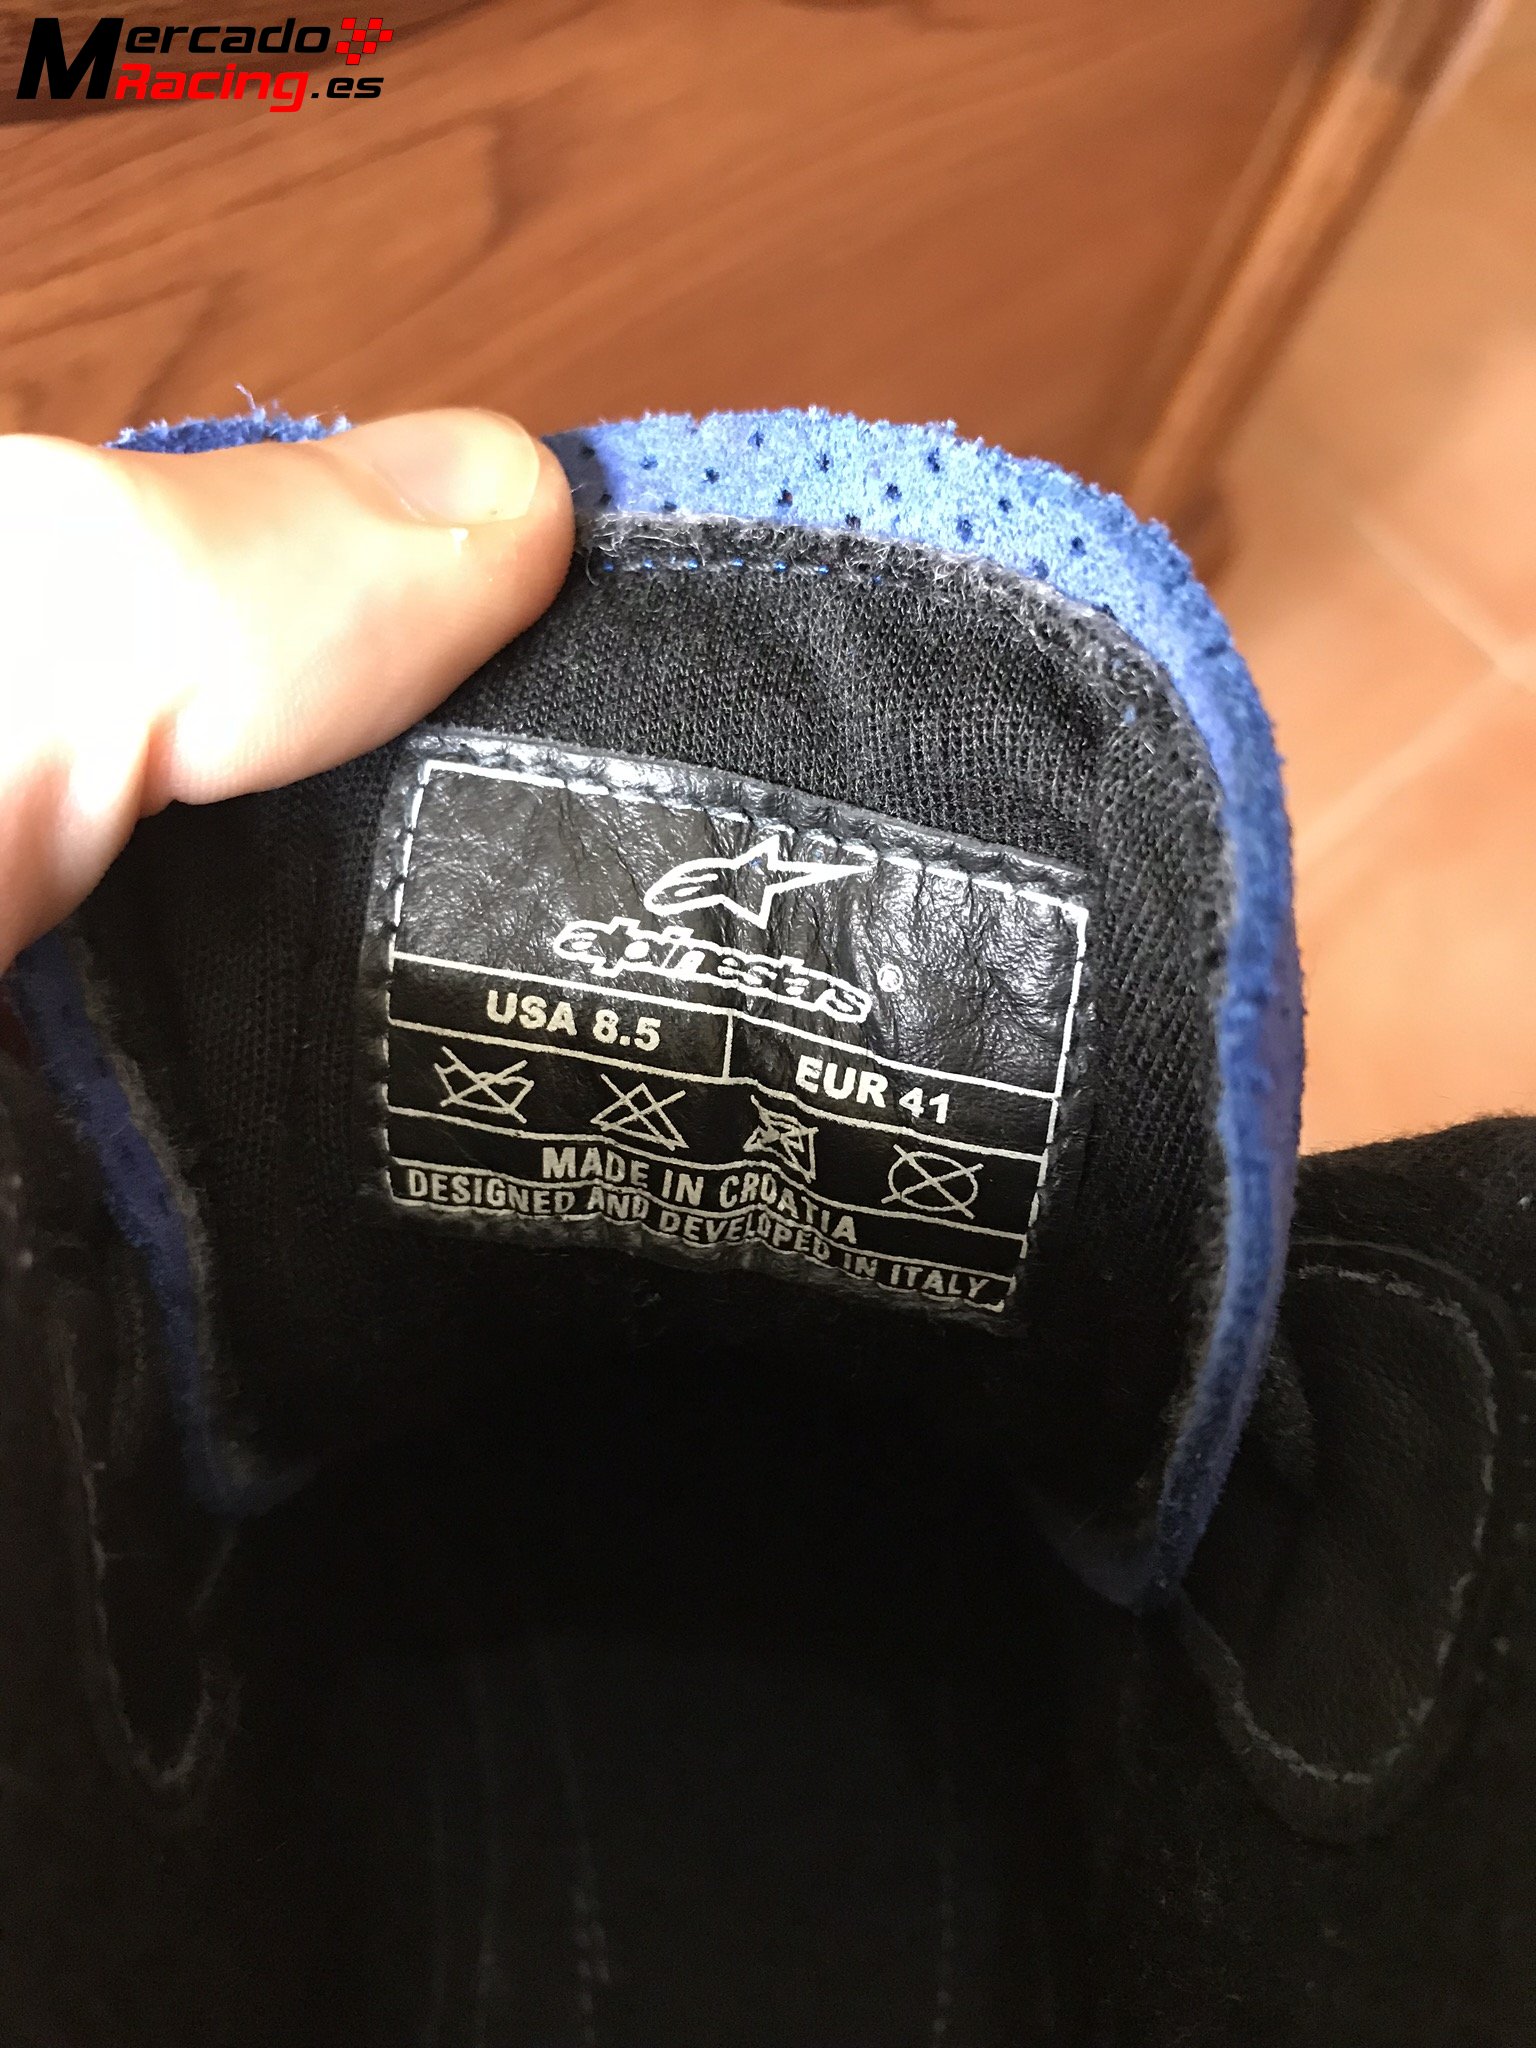 Mercado
Racing.es
alpinestars®
USA 8.5
EUR 41
MADE IN CROATIA
DESIGNED AND DEVELOPED IN ITALY